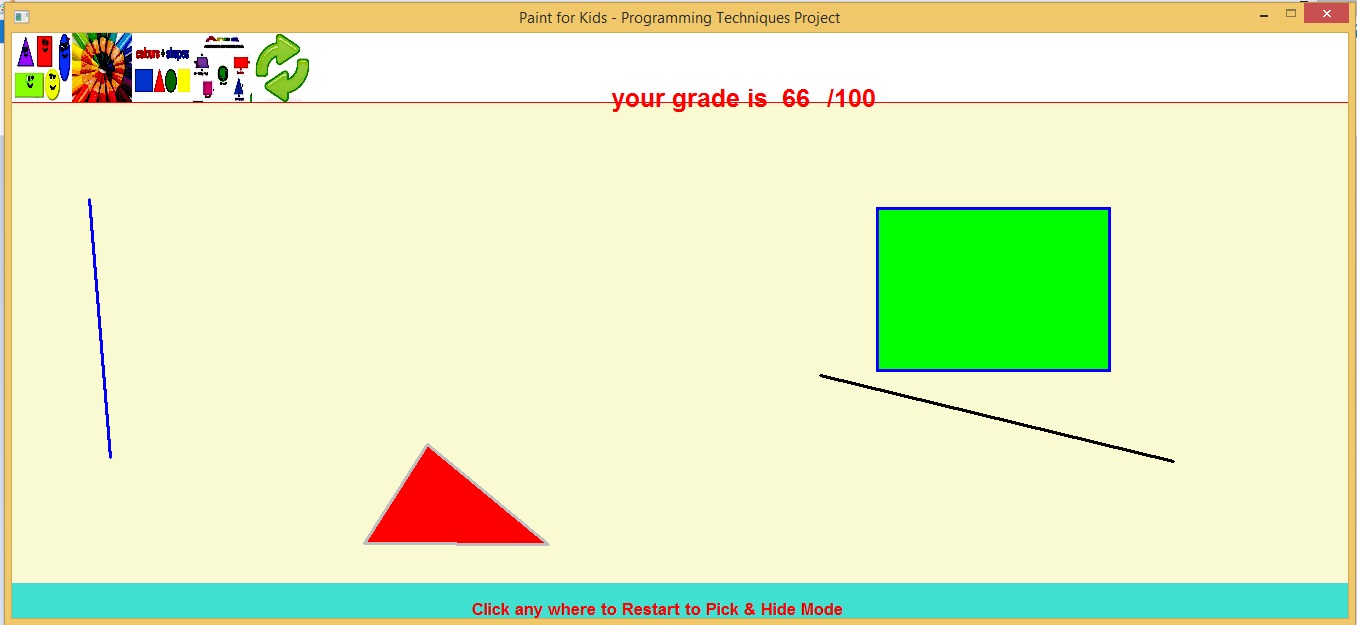 Paint for Kids - Programming Techniques Project
colours + shapes
your grade is 66 /100
Click any where to Restart to Pick & Hide Mode